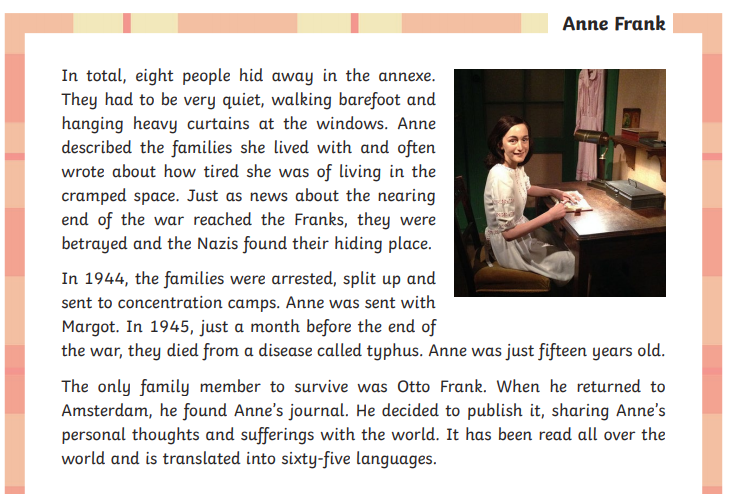 Anne Frank
In total, eight people hid away in the annexe.
They had to be very quiet, walking barefoot and
hanging heavy curtains at the windows. Anne
described the families she lived with and often
wrote about how tired she was of living in the
cramped space. Just as news about the nearing
end of the war reached the Franks, they were
betrayed and the Nazis found their hiding place.
In 1944, the families were arrested, split up and
sent to concentration camps. Anne was sent with
Margot. In 1945, just a month before the end of
the war, they died from a disease called typhus. Anne was just fifteen years old.
The only family member to survive was Otto Frank. When he returned to
Amsterdam, he found Anne’s journal. He decided to publish it, sharing Anne’s
personal thoughts and sufferings with the world. It has been read all over the
world and is translated into sixty-five languages.